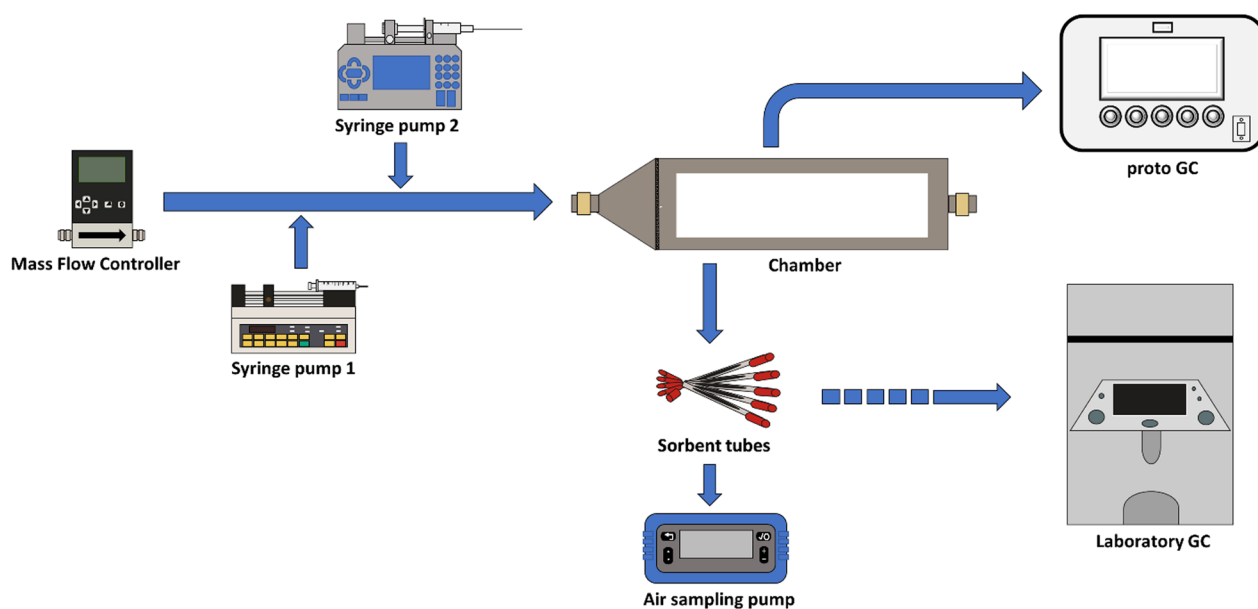 Syringe pump 2
proto GC
Mass Flow Controller
Chamber
Syringe pump 1
Sorbent tubes
Laboratory GC
Air sampling pump